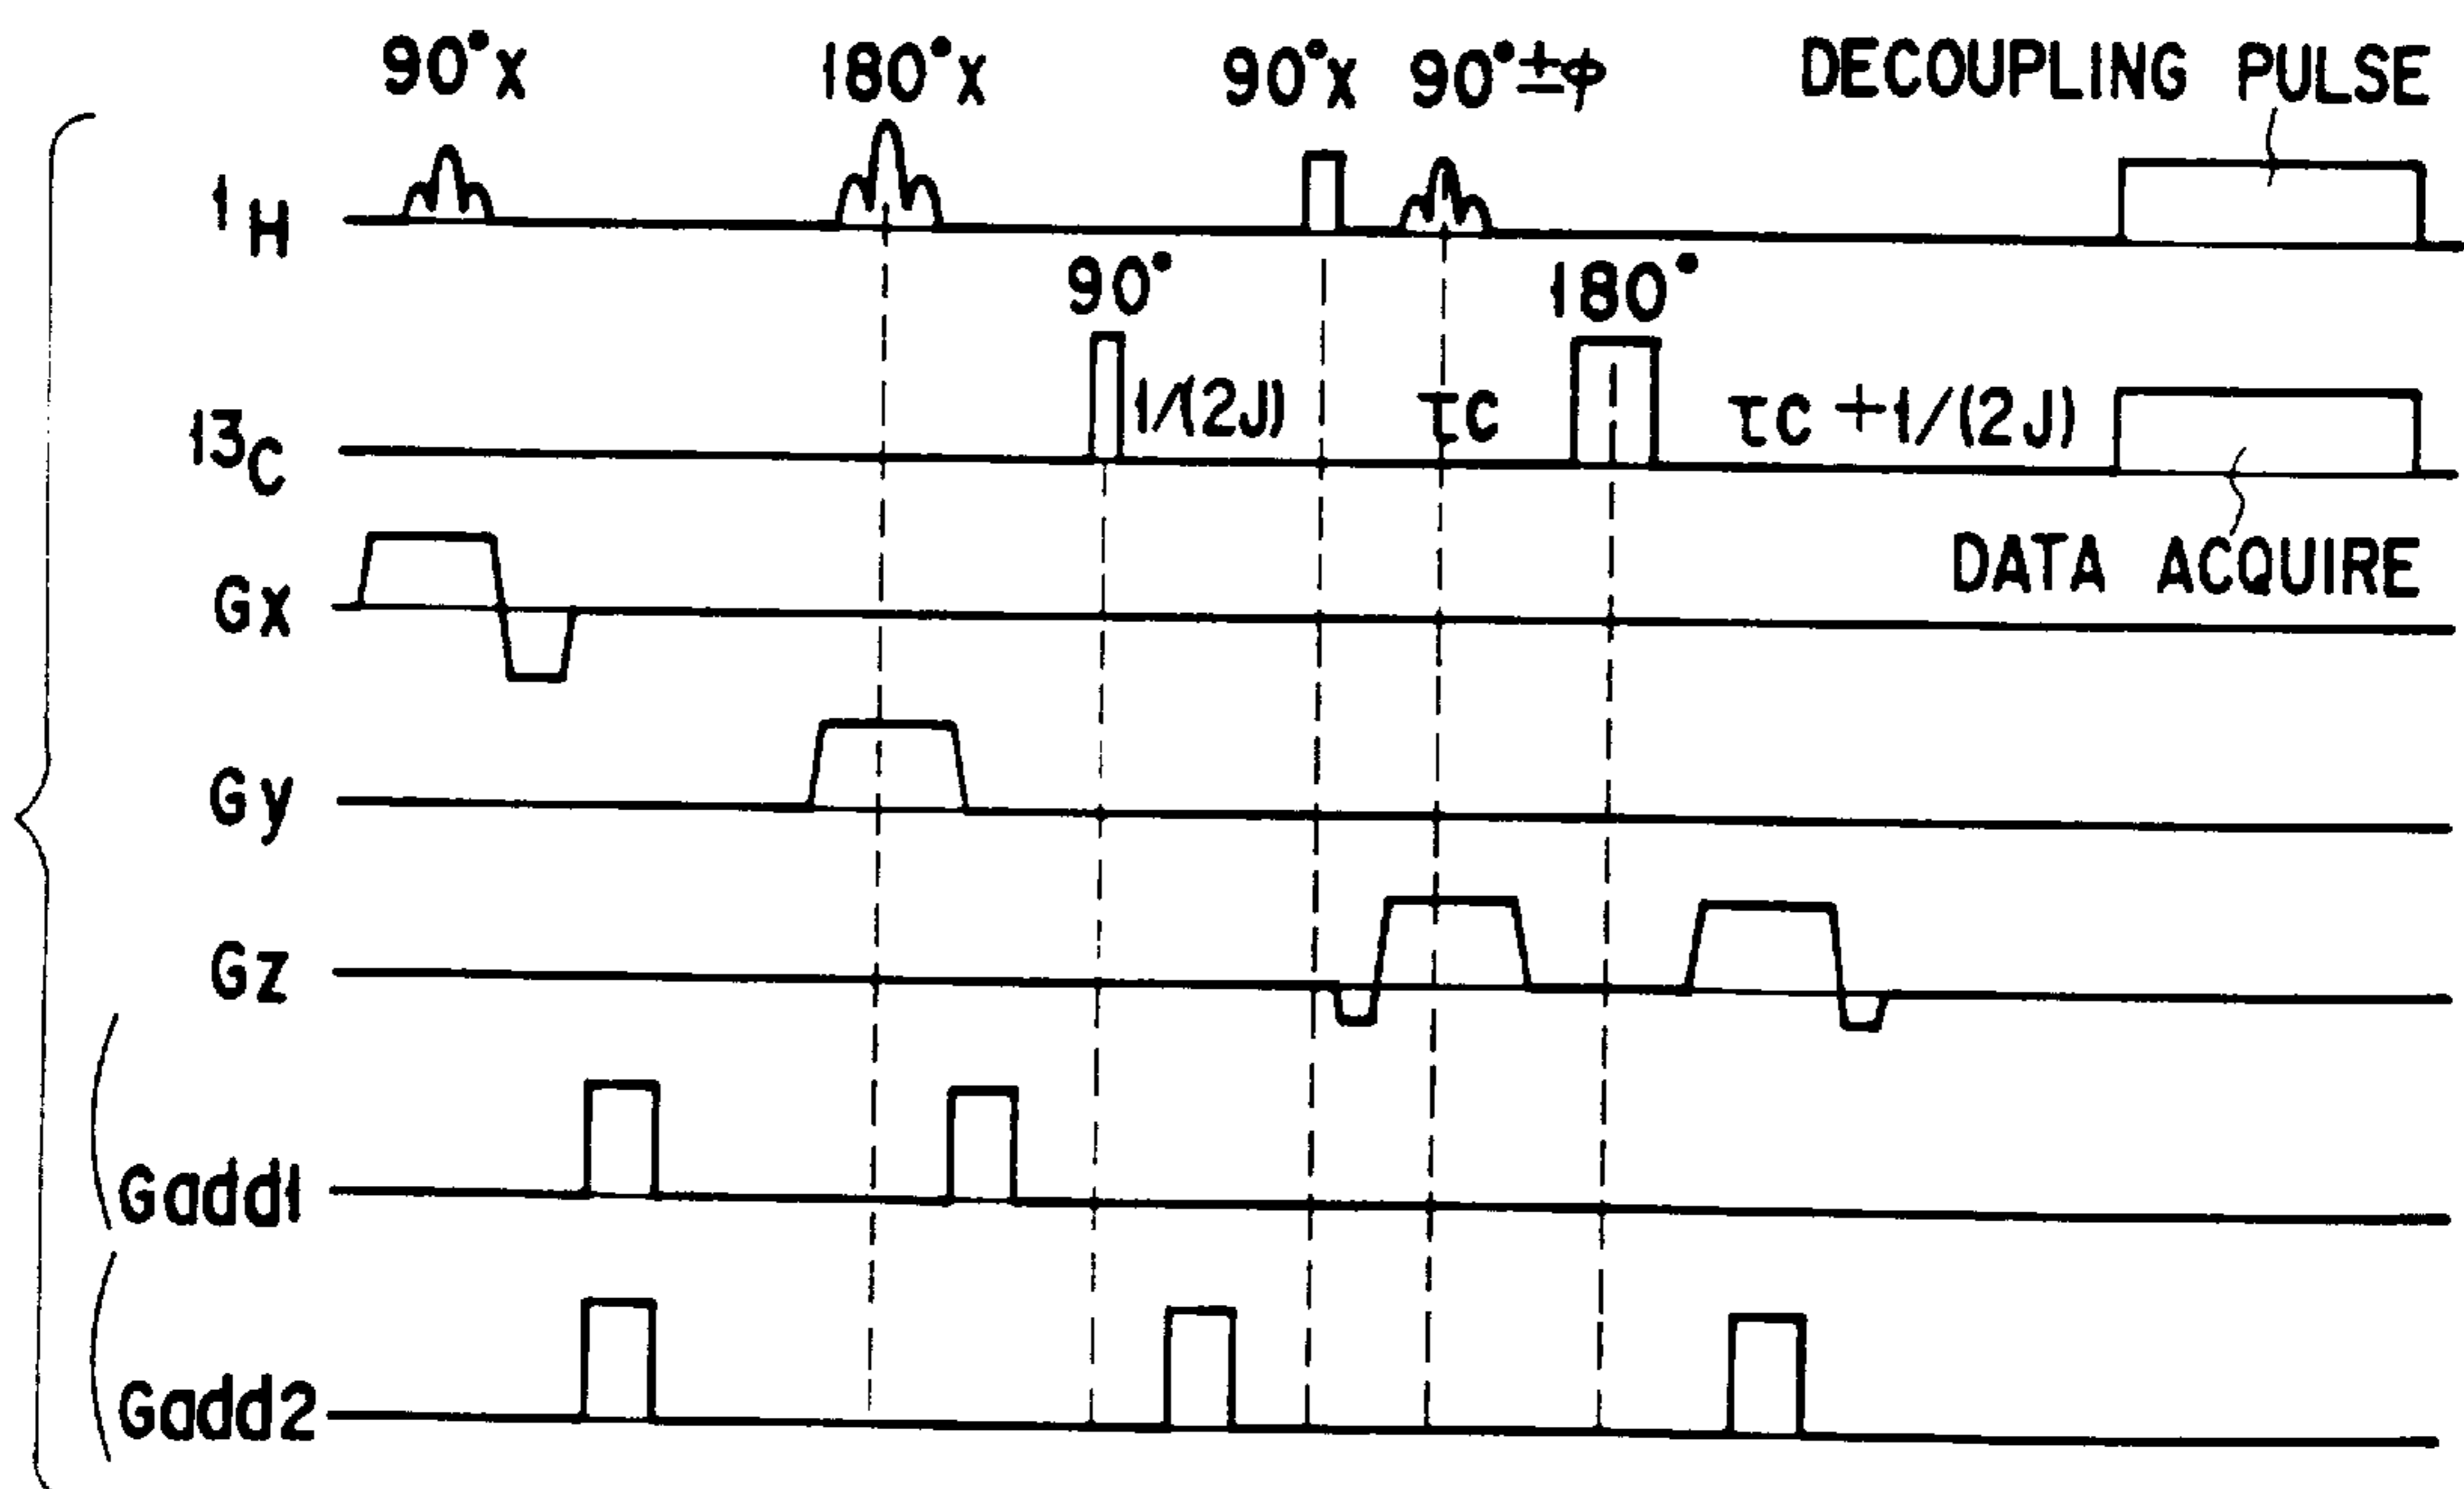 90°x 180°x 90°x 90°±φ DECOUPLING PULSE
1H
90° 180°
13C 1/(2J) τC τC+1/(2J)
Gx DATA ACQUIRE
Gy
Gz
Gadd1
Gadd2